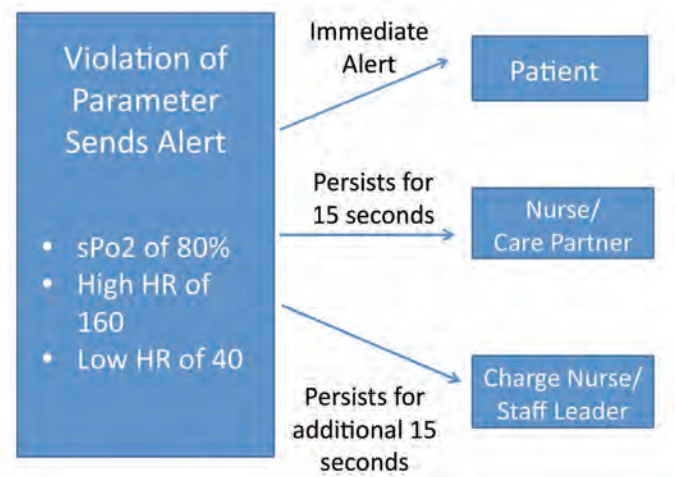 Violation of
Parameter
Sends Alert
• sPo2 of 80%
• High HR of
160
• Low HR of 40
Immediate
Alert
Patient
Persists for
15 seconds
Nurse/
Care Partner
Persists for
additional 15
seconds
Charge Nurse/
Staff Leader